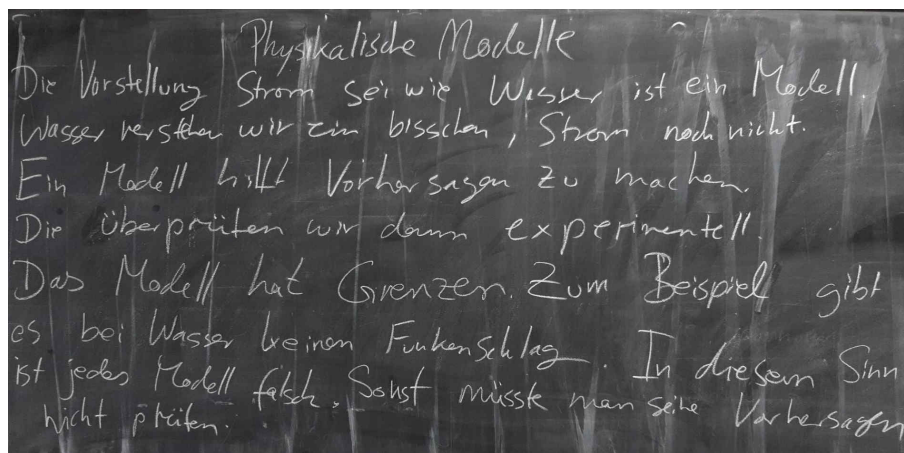 Physikalische Modelle
Die Vorstellung Strom sei wie Wasser ist ein Modell.
Wasser verstehen wir ein bisschen, Strom noch nicht.
Ein Modell hilft Vorhersagen zu machen.
Die überprüfen wir dann experimentell.
Das Modell hat Grenzen. Zum Beispiel gibt
es bei Wasser keinen Funkenschlag. In diesem Sinn
ist jedes Modell falsch. Sonst müsste man seine Vorhersagen
nicht prüfen.